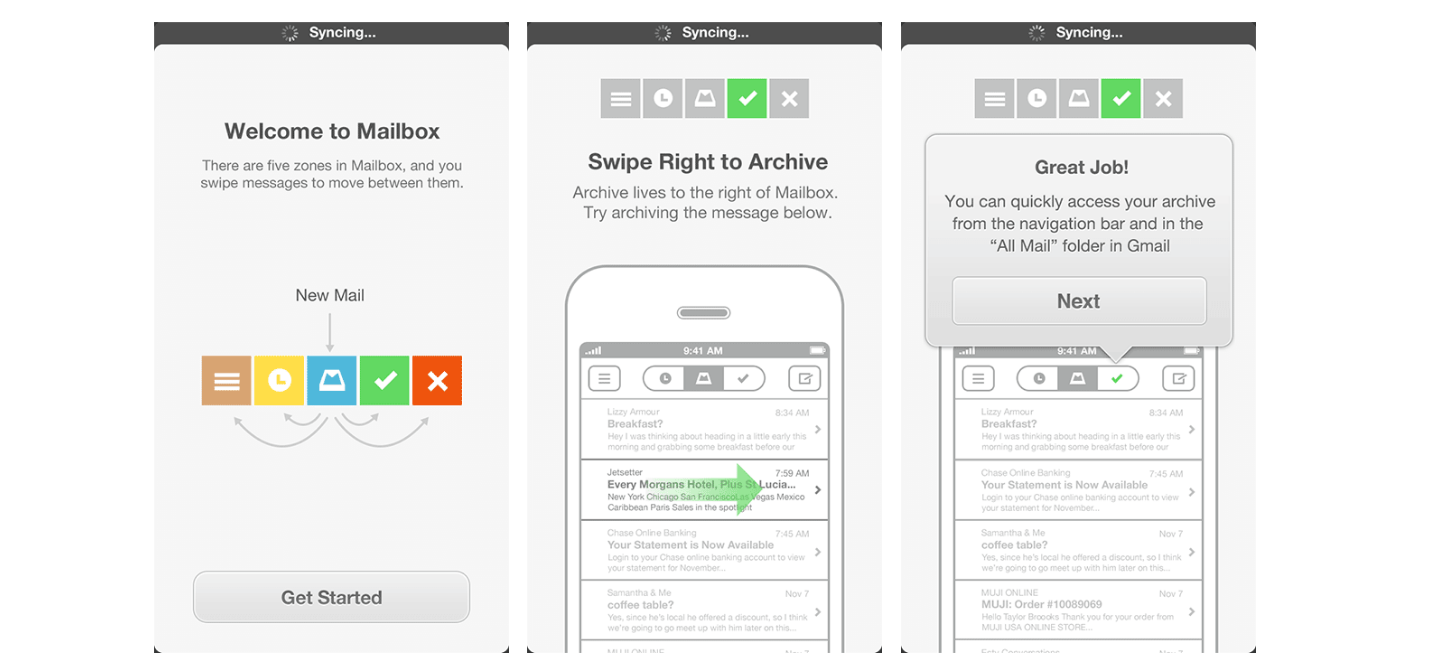 Syncing...
Welcome to Mailbox
There are five zones in Mailbox, and you
swipe messages to move between them.
New Mail
Get Started
Syncing...
Swipe Right to Archive
Archive lives to the right of Mailbox.
Try archiving the message below.
9:41 AM
Lizzy Armour 8:34 AM
Breakfast?
Hey I was thinking about heading in a little early this
morning and grabbing some breakfast before our
Jetsetter 7:59 AM
Every Morgans Hotel, Plus St Lucia...
New York Chicago San FranciscoLas Vegas Mexico
Caribbean Paris Sales in the spotlight
Chase Online Banking 7:45 AM
Your Statement is Now Available
Login to your Chase online banking account to view
your statement for November...
Samantha & Me Nov 7
coffee table?
Yes, since he's local he offered a discount, so I think
we're going to go meet up with him later on this...
MUJI ONLINE Nov 7
Syncing...
Great Job!
You can quickly access your archive
from the navigation bar and in the
“All Mail” folder in Gmail
Next
9:41 AM
Lizzy Armour 8:34 AM
Breakfast?
Hey I was thinking about heading in a little early this
morning and grabbing some breakfast before our
Chase Online Banking 7:45 AM
Your Statement is Now Available
Login to your Chase online banking account to view
your statement for November...
Samantha & Me Nov 7
coffee table?
Yes, since he's local he offered a discount, so I think
we're going to go meet up with him later on this...
MUJI ONLINE Nov 7
MUJI: Order #10089069
Hello Taylor Broocks Thank you for your order from
MUJI USA ONLINE STORE...
Etsy Conversations Nov 7